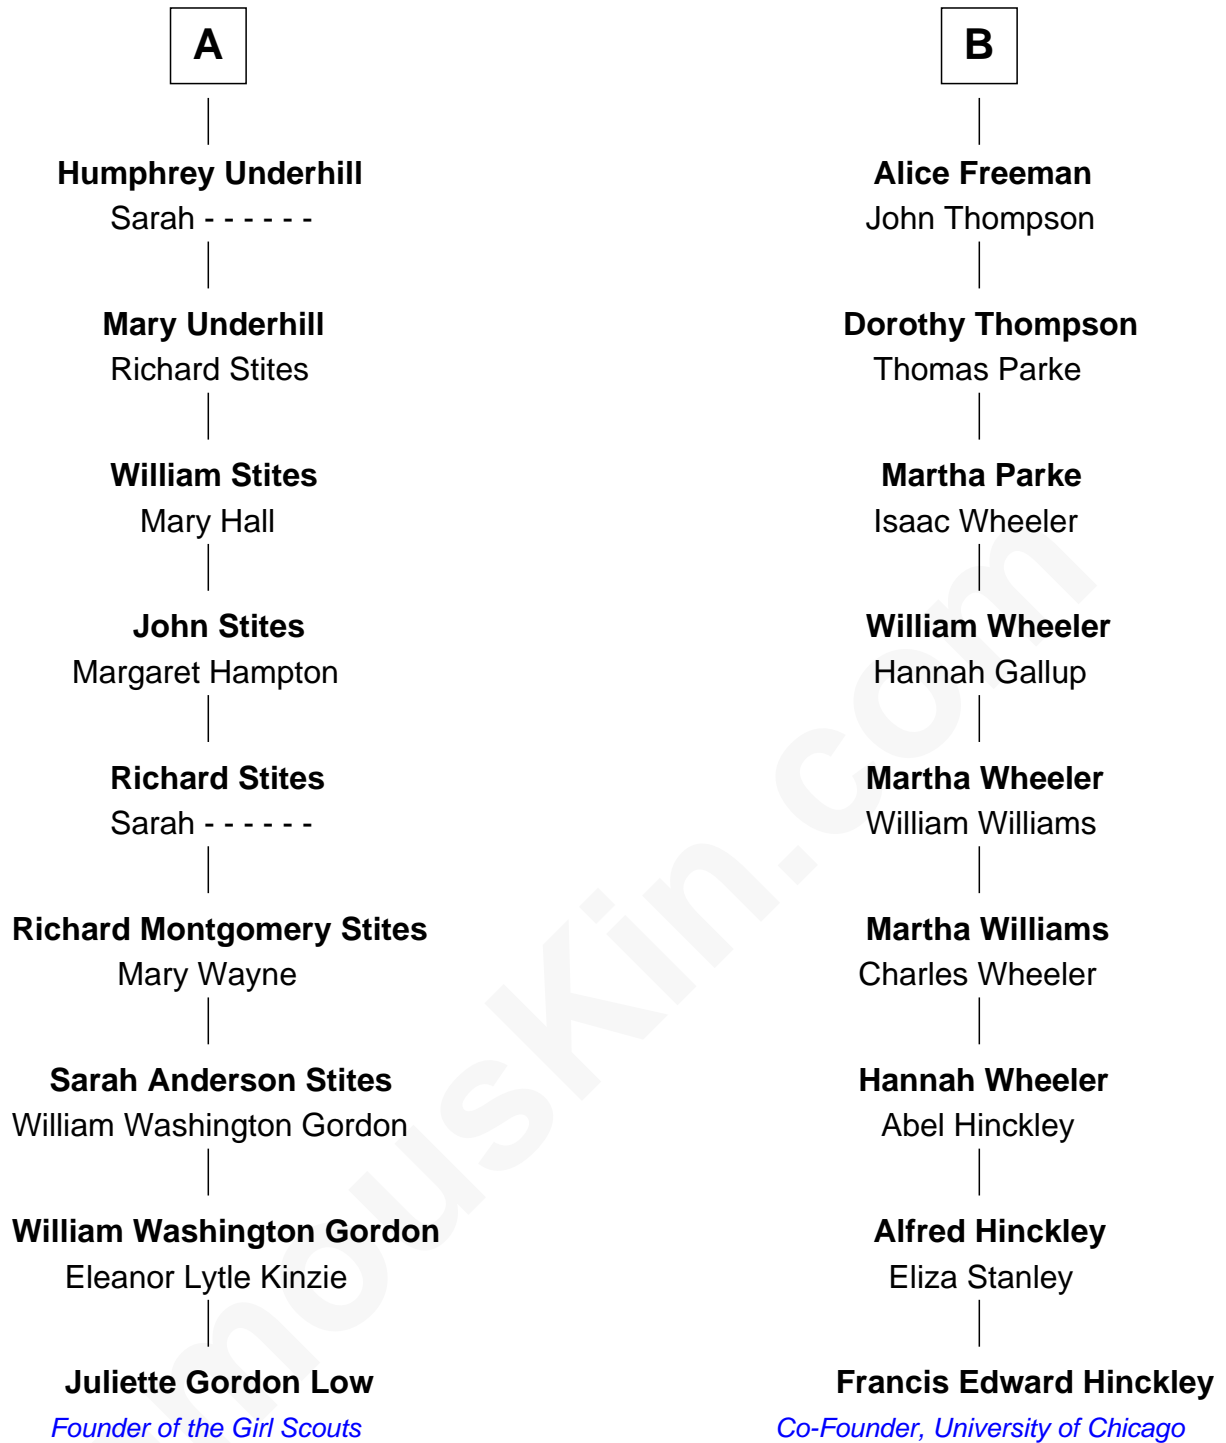 A
Humphrey Underhill
Sarah - - - - - -
Mary Underhill
Richard Stites
William Stites
Mary Hall
John Stites
Margaret Hampton
Richard Stites
Sarah - - - - - -
Richard Montgomery Stites
Mary Wayne
Sarah Anderson Stites
William Washington Gordon
William Washington Gordon
Eleanor Lytle Kinzie
Juliette Gordon Low
Founder of the Girl Scouts
B
Alice Freeman
John Thompson
Dorothy Thompson
Thomas Parke
Martha Parke
Isaac Wheeler
William Wheeler
Hannah Gallup
Martha Wheeler
William Williams
Martha Williams
Charles Wheeler
Hannah Wheeler
Abel Hinckley
Alfred Hinckley
Eliza Stanley
Francis Edward Hinckley
Co-Founder, University of Chicago
mousKin.com